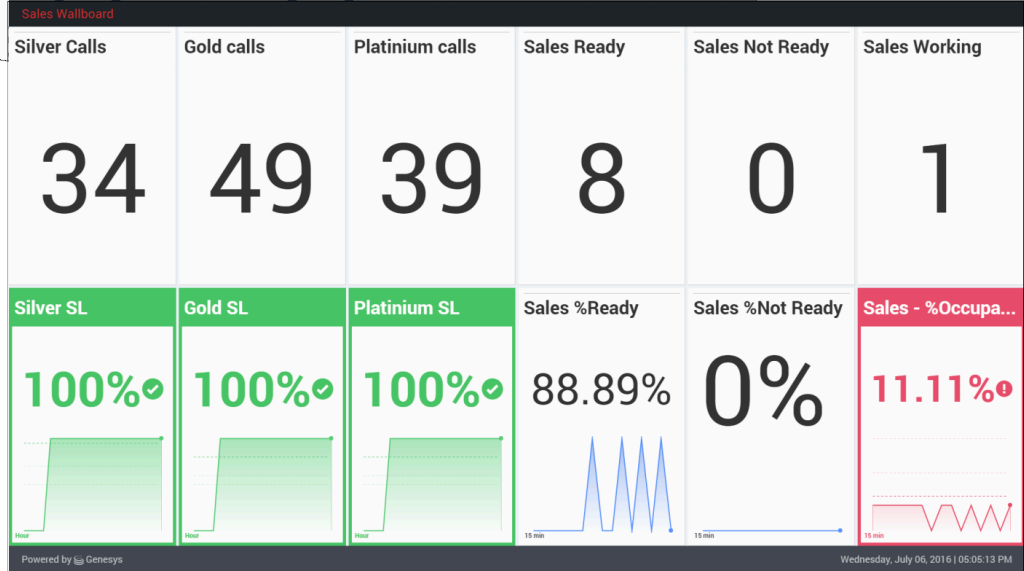 Sales Wallboard
Silver Calls
Gold calls
Platinium calls
Sales Ready
Sales Not Ready
Sales Working
34
49
39
8
0
1
Silver SL
Gold SL
Platinium SL
Sales %Ready
Sales %Not Ready
Sales - %Occupa...
100%
100%
100%
88.89%
0%
11.11%
Hour
Hour
Hour
15 min
15 min
15 min
Powered by Genesys
Wednesday, July 06, 2016 | 05:05:13 PM